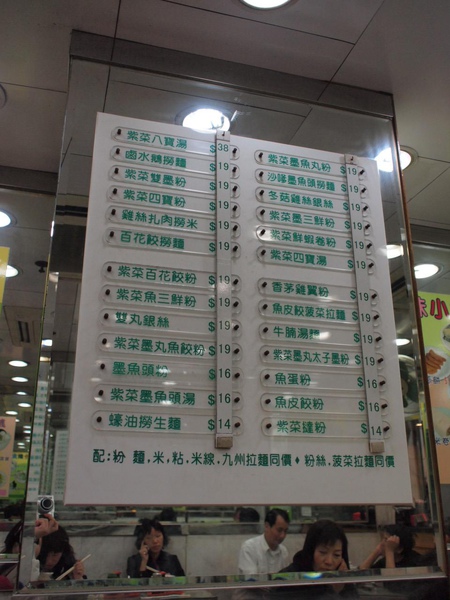 紫菜八寶湯 $38
鹵水鵝撈麵 $19
紫菜雙墨粉 $19
紫菜四寶粉 $19
雞絲扎肉撈米 $19
百花餃撈麵 $19
紫菜百花餃粉 $19
紫菜魚三鮮粉 $19
雙丸銀絲 $19
紫菜墨丸魚餃粉 $19
墨魚頭粉 $16
紫菜墨魚頭湯 $16
蠔油撈生麵 $14
紫菜墨魚丸粉 $19
沙嗲墨魚頭撈麵 $19
冬菇雞絲銀絲 $19
紫菜墨三鮮粉 $19
紫菜鮮蝦卷粉 $19
紫菜四寶湯 $19
香茅雞翼粉 $19
魚皮餃菠菜拉麵 $19
牛腩湯麵 $19
紫菜墨丸太子墨粉 $16
魚蛋粉 $16
魚皮餃粉 $14
紫菜𩓥粉 $14
配:粉 麵,米,粘,米線,九州拉麵同價♦粉絲,菠菜拉麵同價
小